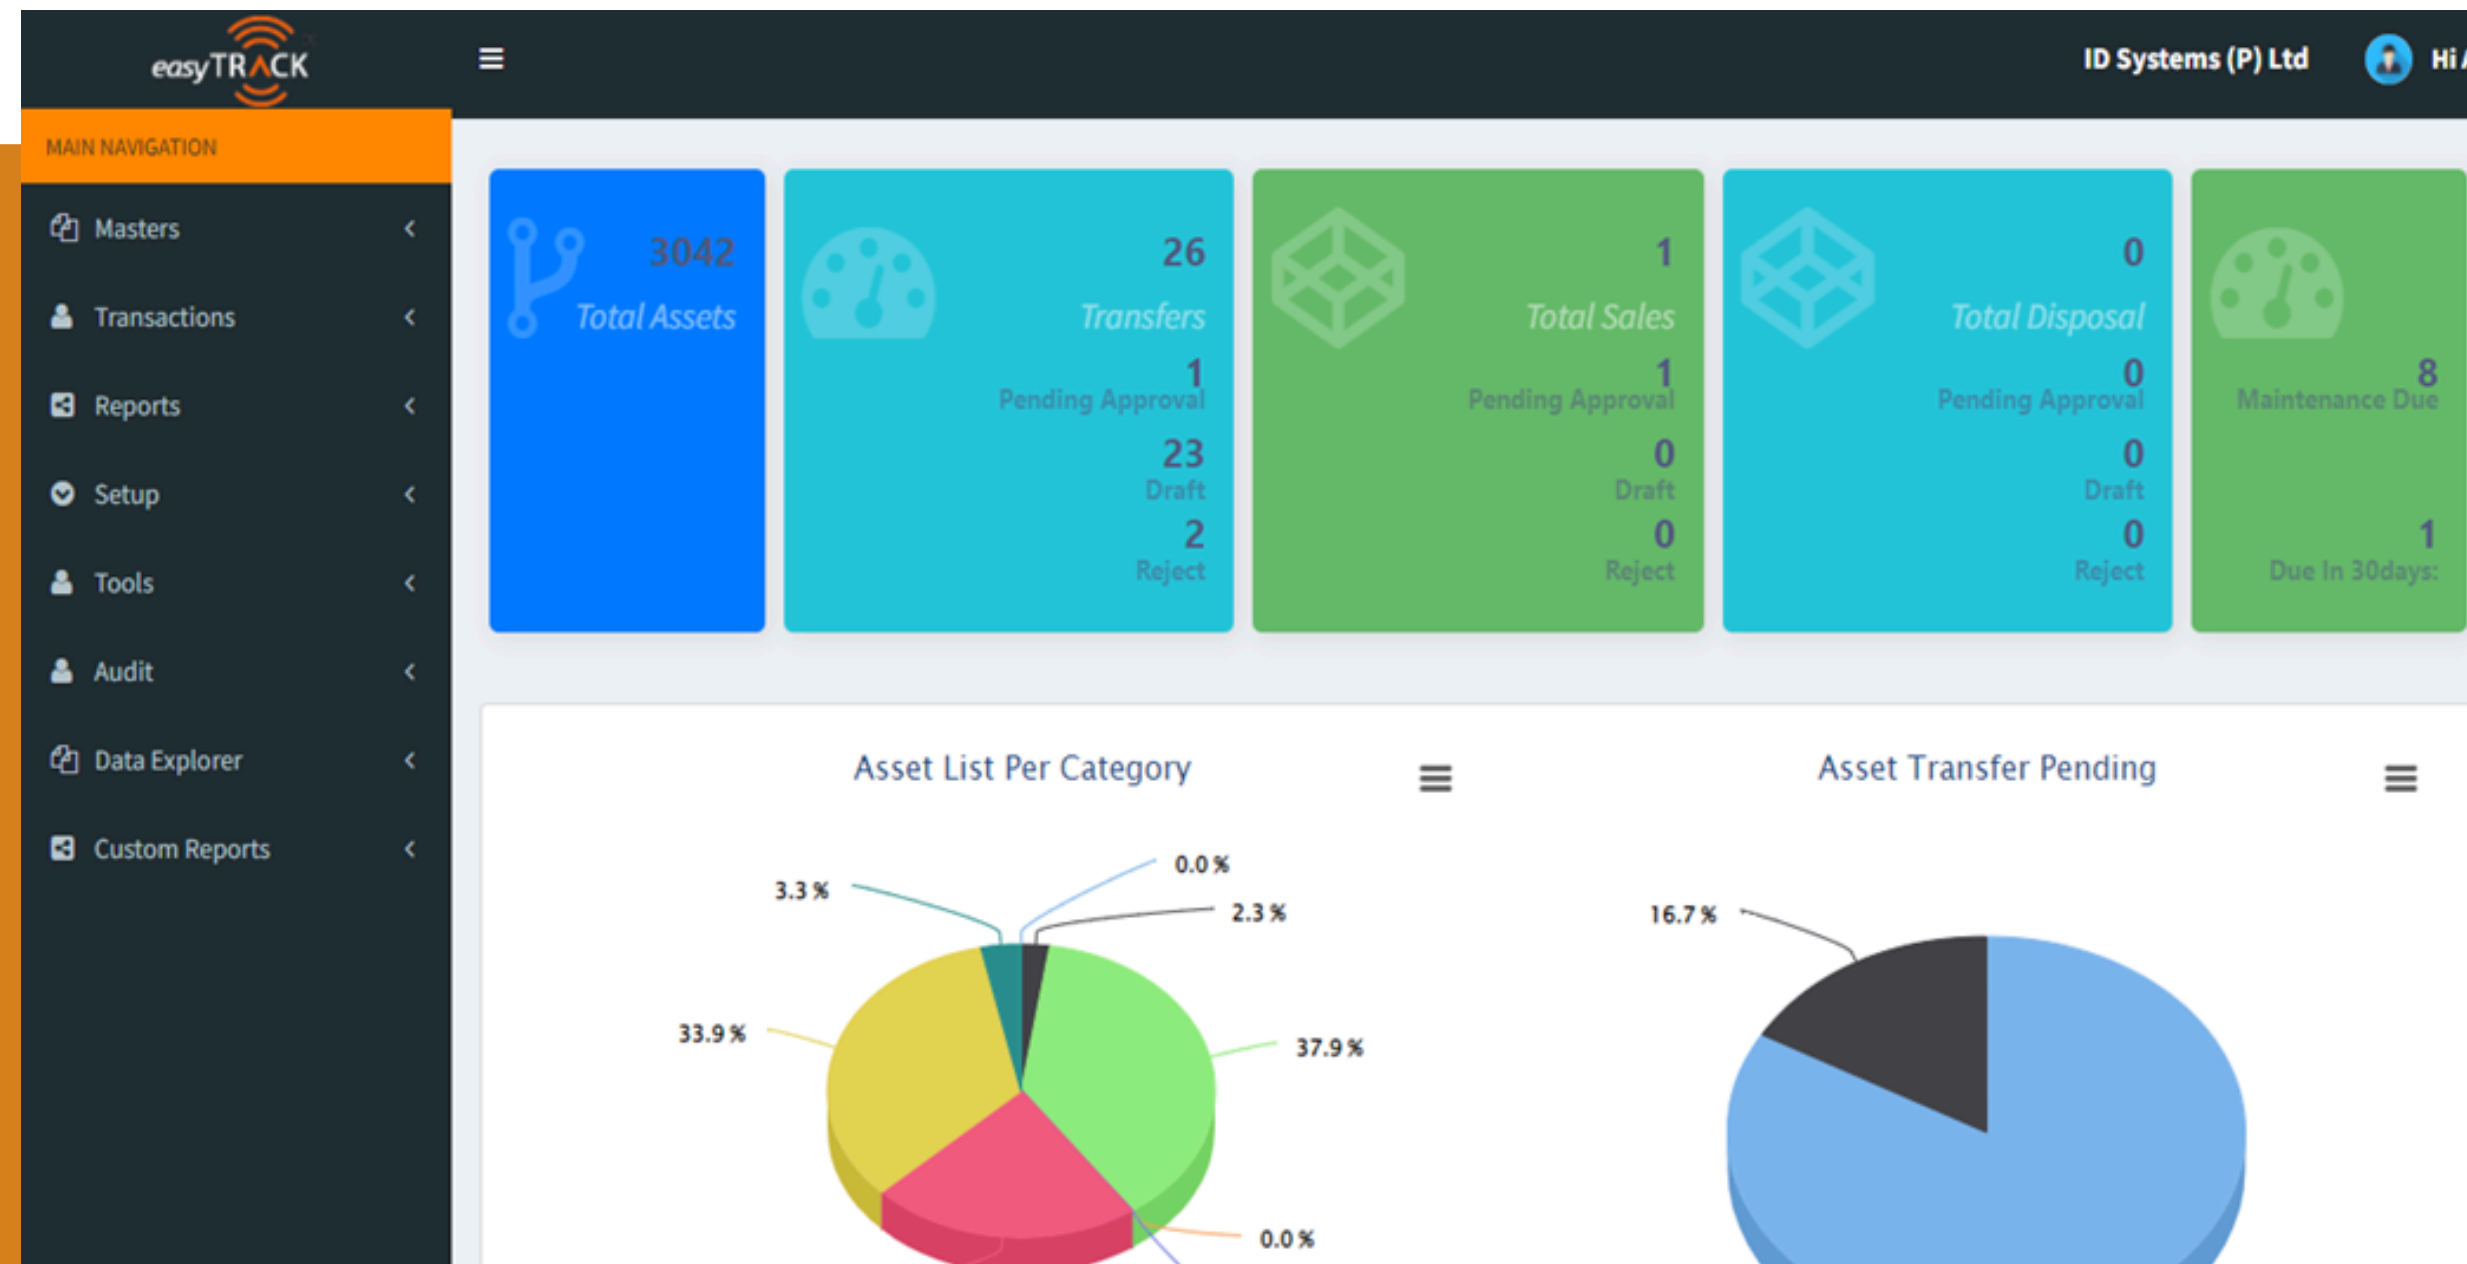 easyTRACK
ID Systems (P) Ltd
Hi
MAIN NAVIGATION
Masters
Transactions
Reports
Setup
Tools
Audit
Data Explorer
Custom Reports
3042
Total Assets
26
Transfers
1
Pending Approval
23
Draft
2
Reject
1
Total Sales
1
Pending Approval
0
Draft
0
Reject
0
Total Disposal
0
Pending Approval
0
Draft
0
Reject
8
Maintenance Due
1
Due In 30days:
Asset List Per Category
0.0 %
3.3 %
2.3 %
33.9 %
37.9 %
0.0 %
Asset Transfer Pending
16.7 %